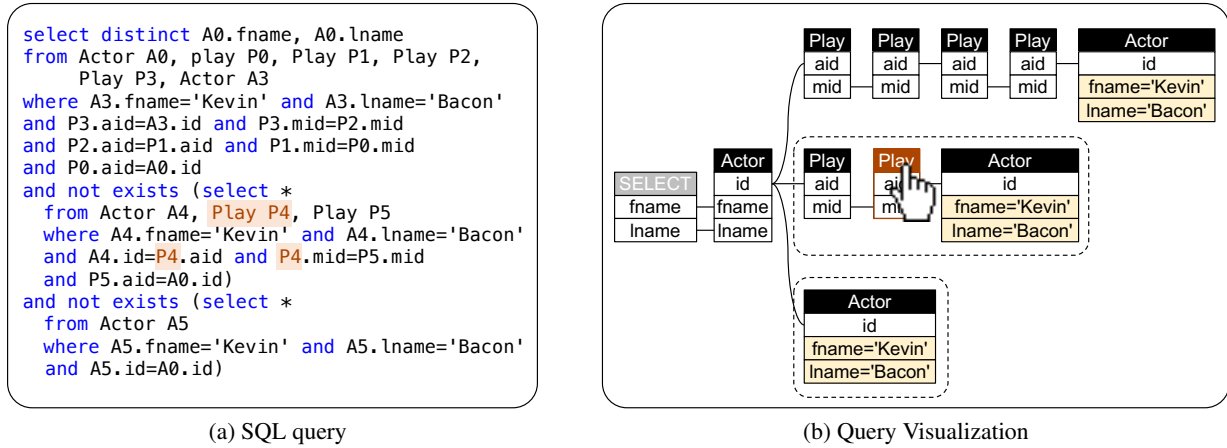 select distinct A0.fname, A0.lname
from Actor A0, play P0, Play P1, Play P2,
Play P3, Actor A3
where A3.fname='Kevin' and A3.lname='Bacon'
and P3.aid=A3.id and P3.mid=P2.mid
and P2.aid=P1.aid and P1.mid=P0.mid
and P0.aid=A0.id
and not exists (select *
from Actor A4, Play P4, Play P5
where A4.fname='Kevin' and A4.lname='Bacon'
and A4.id=P4.aid and P4.mid=P5.mid
and P5.aid=A0.id)
and not exists (select *
from Actor A5
where A5.fname='Kevin' and A5.lname='Bacon'
and A5.id=A0.id)
(a) SQL query
Play Play Play Play Actor
aid aid aid aid id
mid mid mid mid fname='Kevin'
lname='Bacon'
SELECT
fname
lname
Actor
id
fname
lname
Play Play Actor
aid aid id
mid fname='Kevin'
lname='Bacon'
Actor
id
fname='Kevin'
lname='Bacon'
(b) Query Visualization